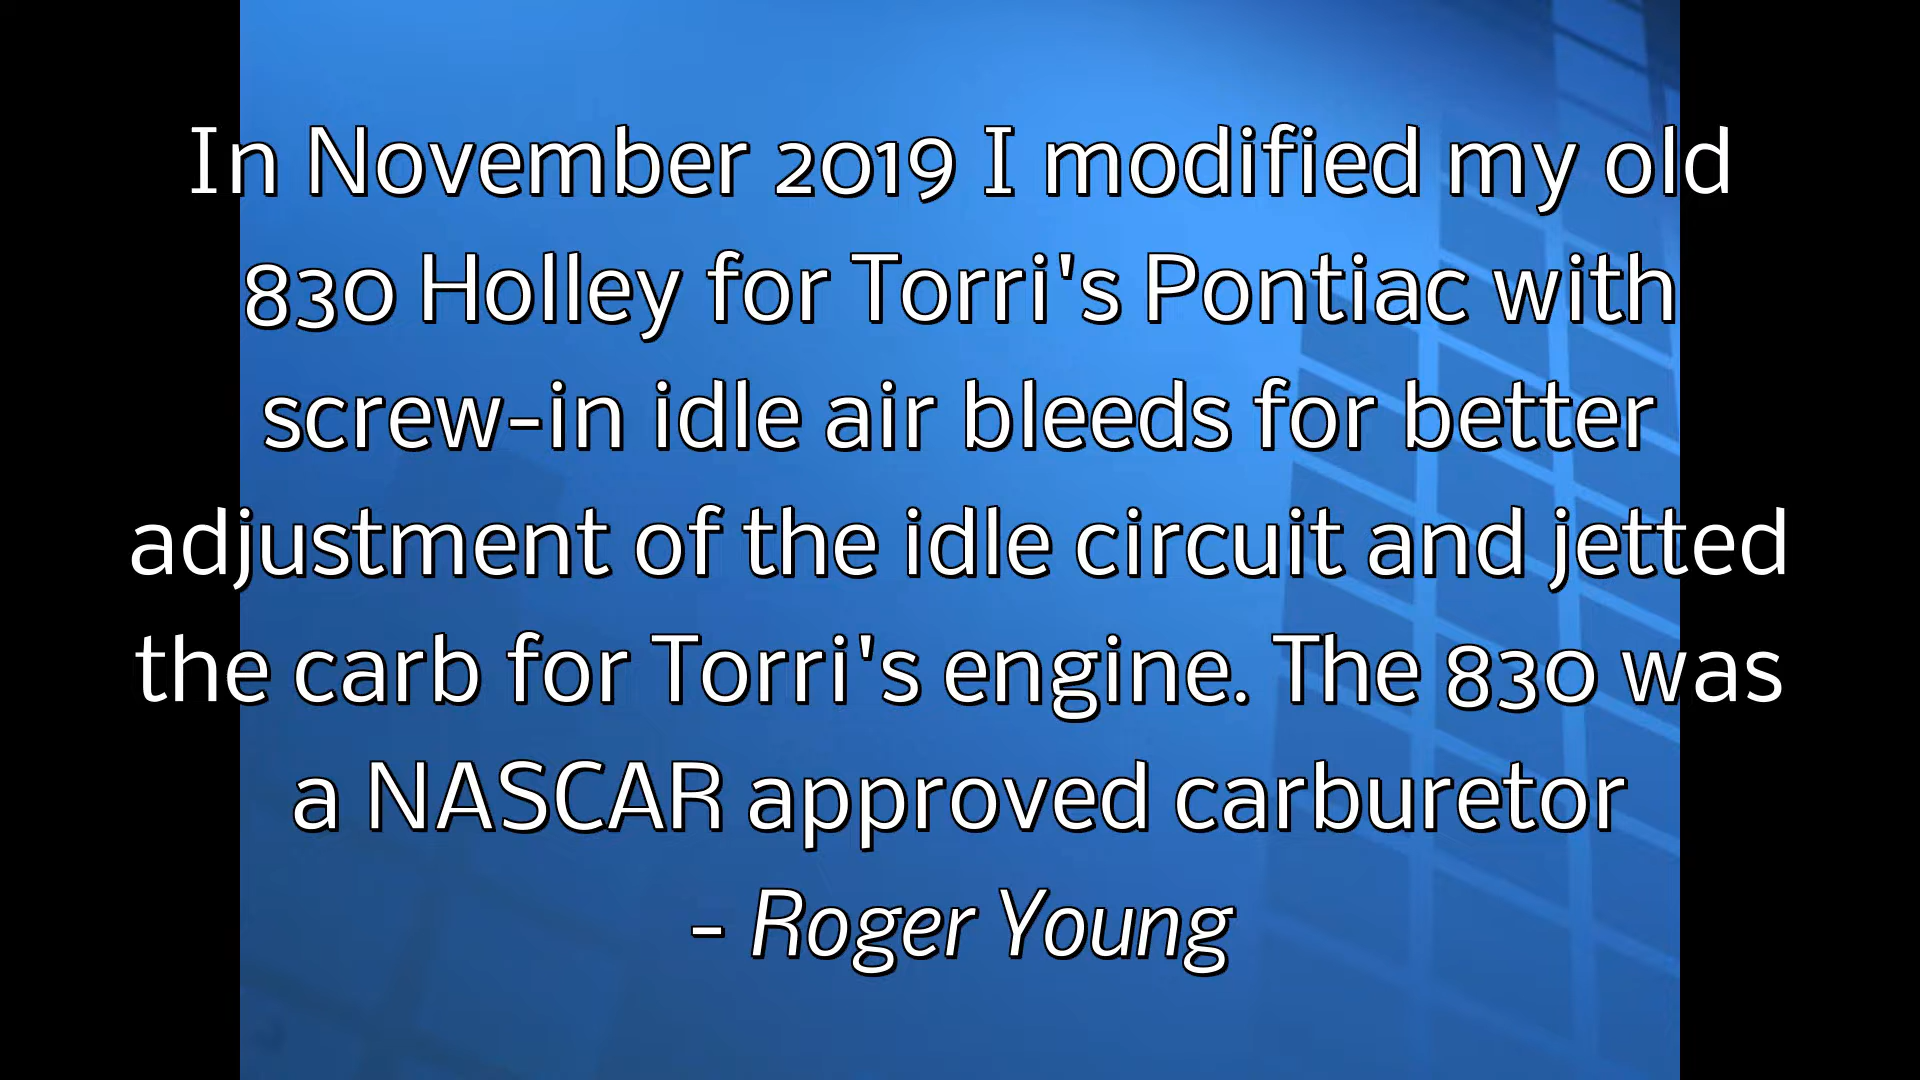 In November 2019 I modified my old
830 Holley for Torri's Pontiac with
screw-in idle air bleeds for better
adjustment of the idle circuit and jetted
the carb for Torri's engine. The 830 was
a NASCAR approved carburetor
- Roger Young